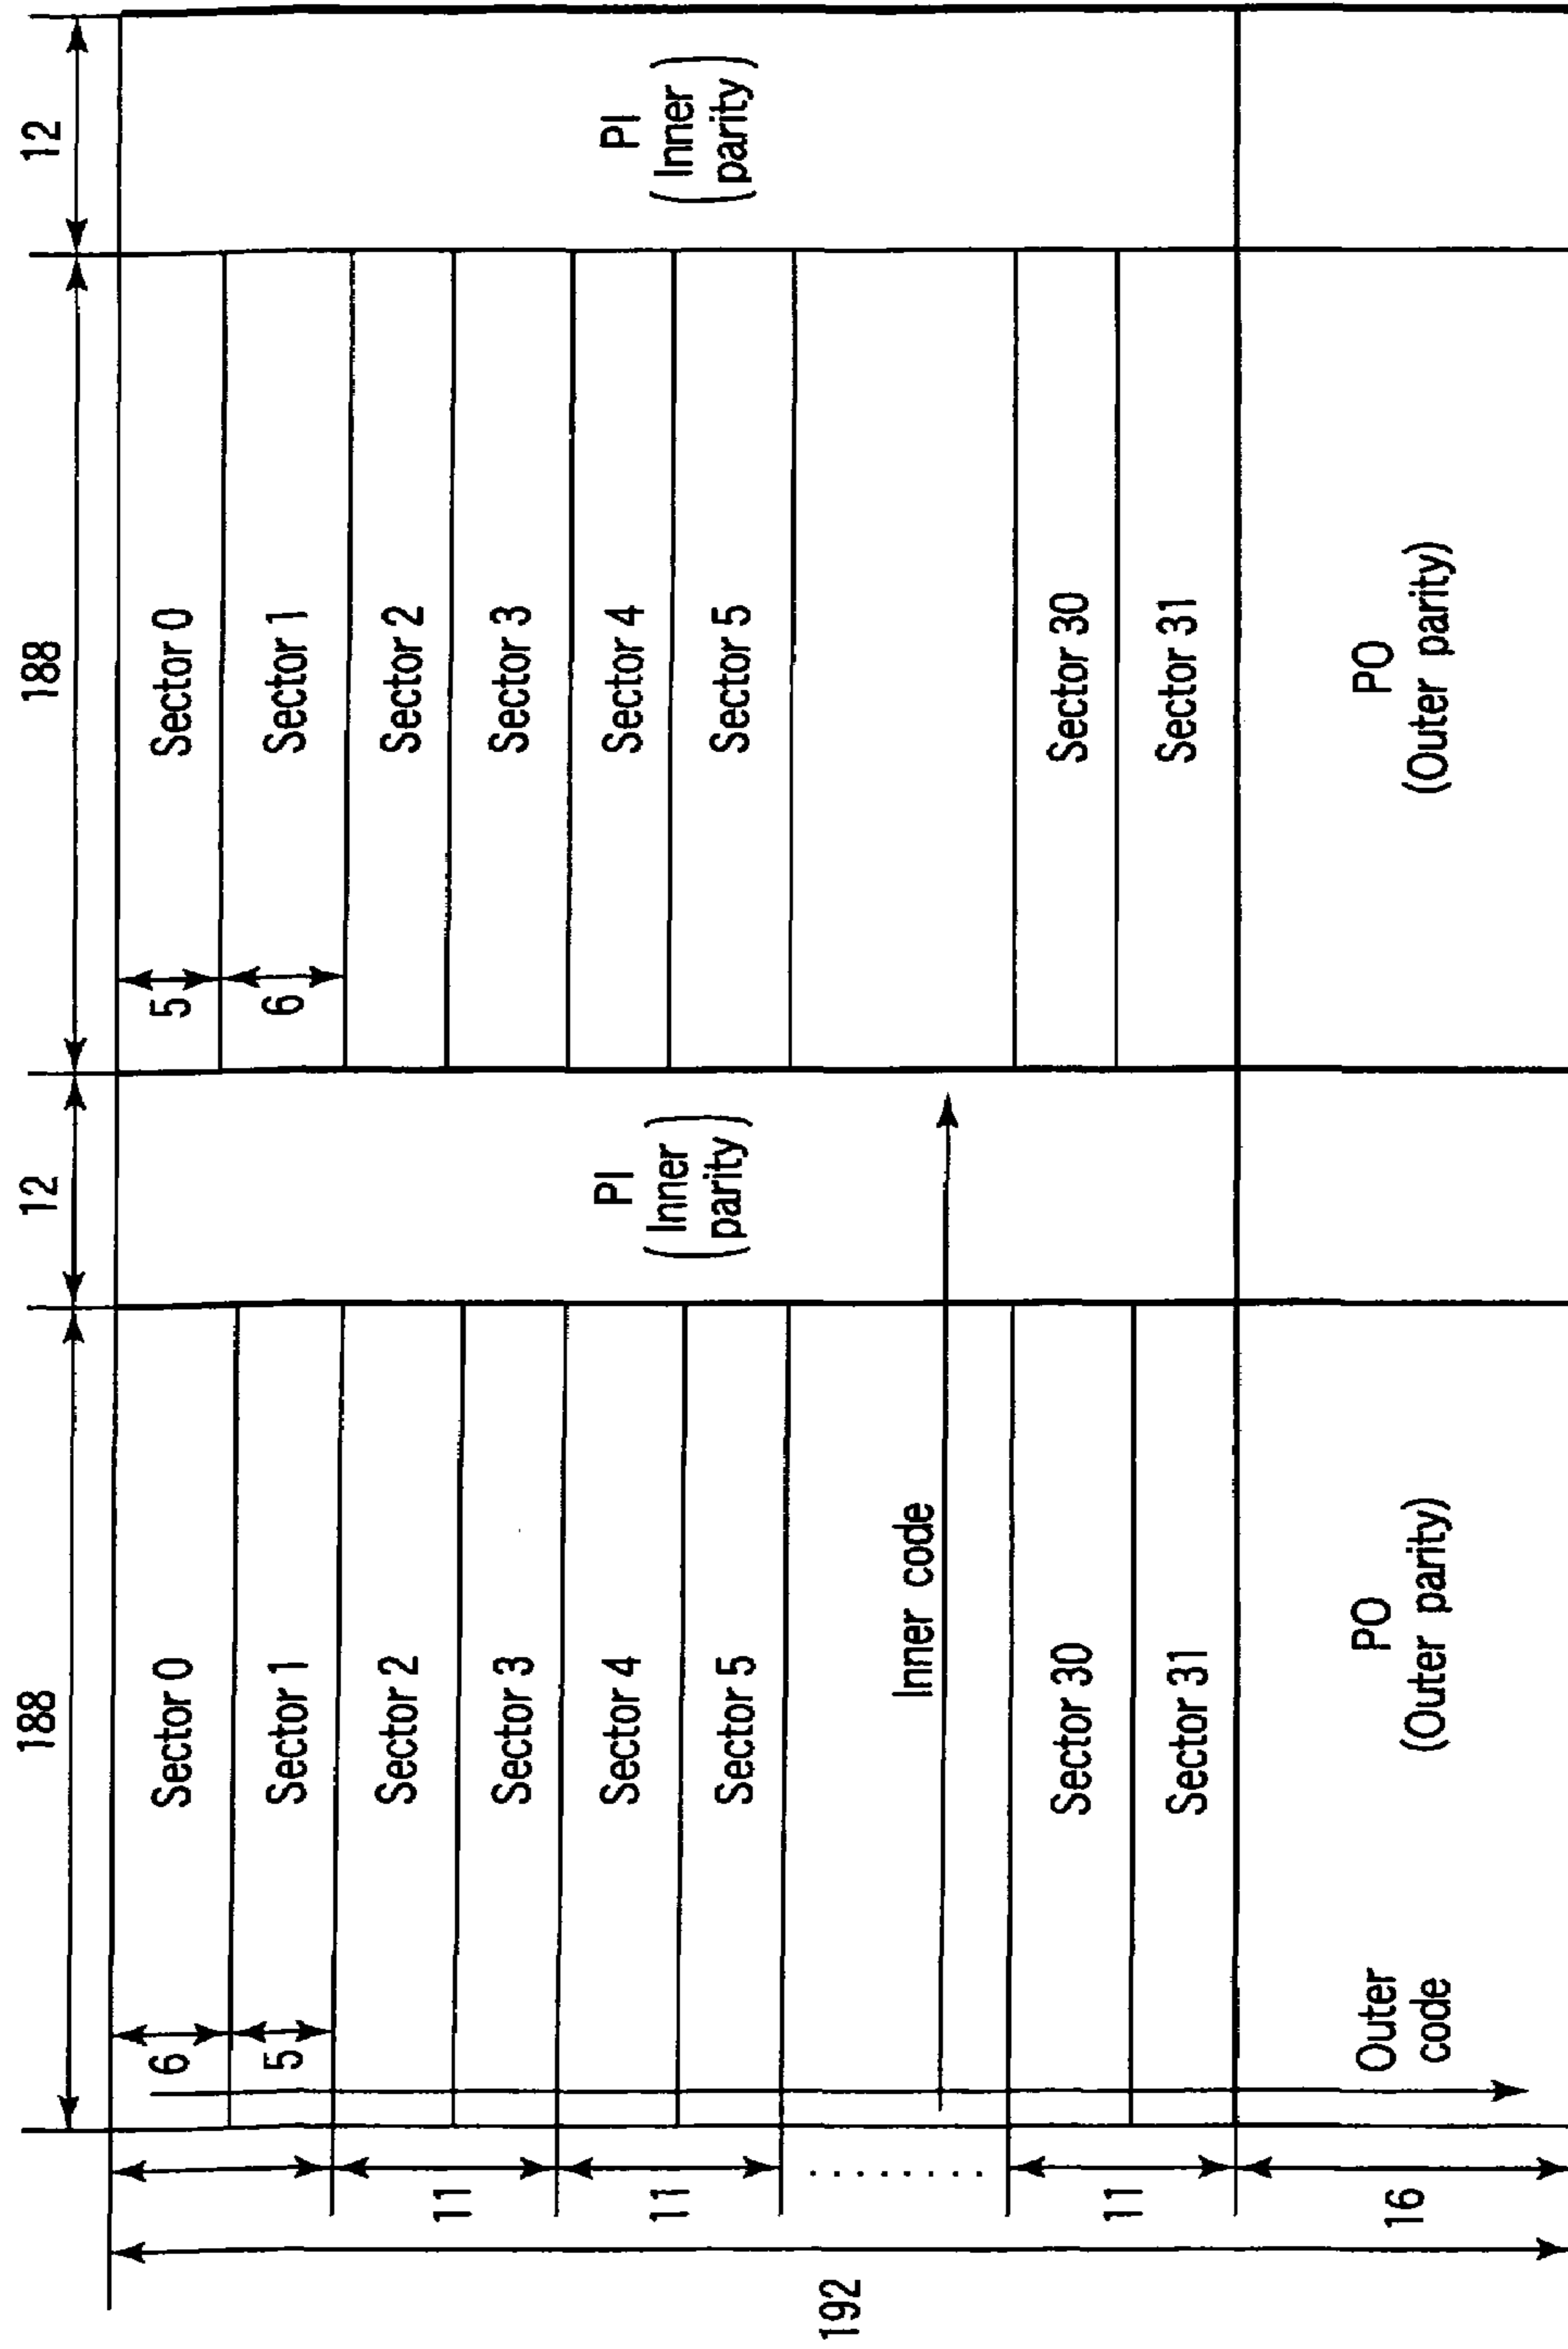 188
12
188
12
192
11
11
11
16
6
5
5
6
Sector 0
Sector 1
Sector 2
Sector 3
Sector 4
Sector 5
Inner code
Sector 30
Sector 31
Outer
code
PO
(Outer parity)
PI
(Inner
parity)
Sector 0
Sector 1
Sector 2
Sector 3
Sector 4
Sector 5
Sector 30
Sector 31
PO
(Outer parity)
PI
(Inner
parity)